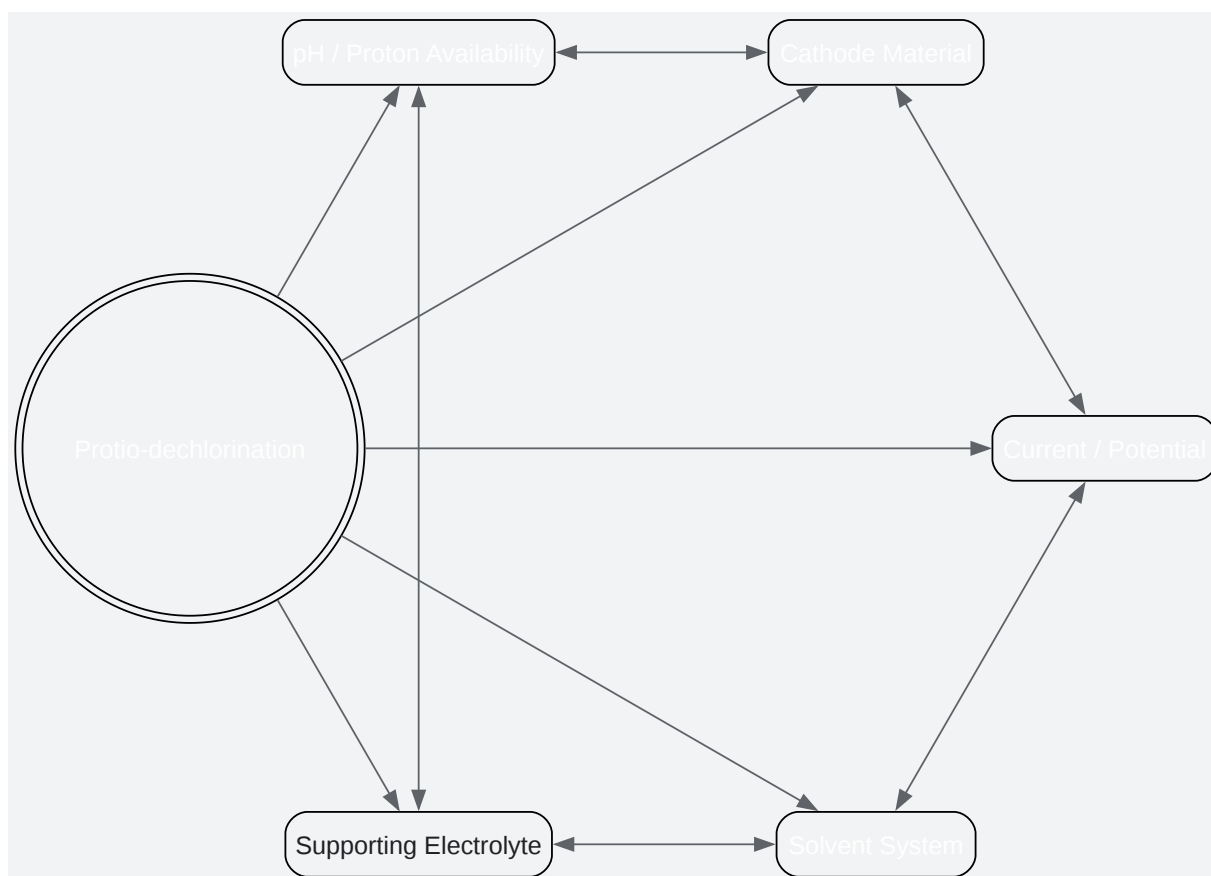 pH / Proton Availability
Cathode Material
Protio-dechlorination
Current / Potential
Supporting Electrolyte
Solvent System